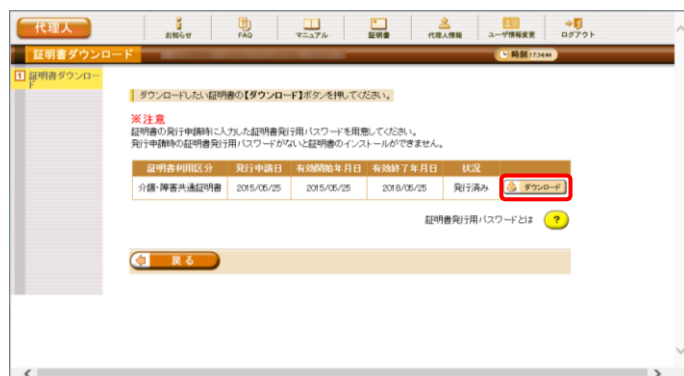 代理人
お知らせ FAQ マニュアル 証明書 代理人情報 ユーザ情報変更 ログアウト
証明書ダウンロード
時刻 17:34:44
1 証明書ダウンロー
ド
ダウンロードしたい証明書の【ダウンロード】ボタンを押してください。
※注意
証明書の発行申請時に入力した証明書発行用パスワードを用意してください。
発行申請時の証明書発行用パスワードがないと証明書のインストールができません。
証明書利用区分 発行申請日 有効開始年月日 有効終了年月日 状況
介護・障害共通証明書 2015/05/25 2015/05/25 2018/05/25 発行済み ダウンロード
証明書発行用パスワードとは ?
戻る